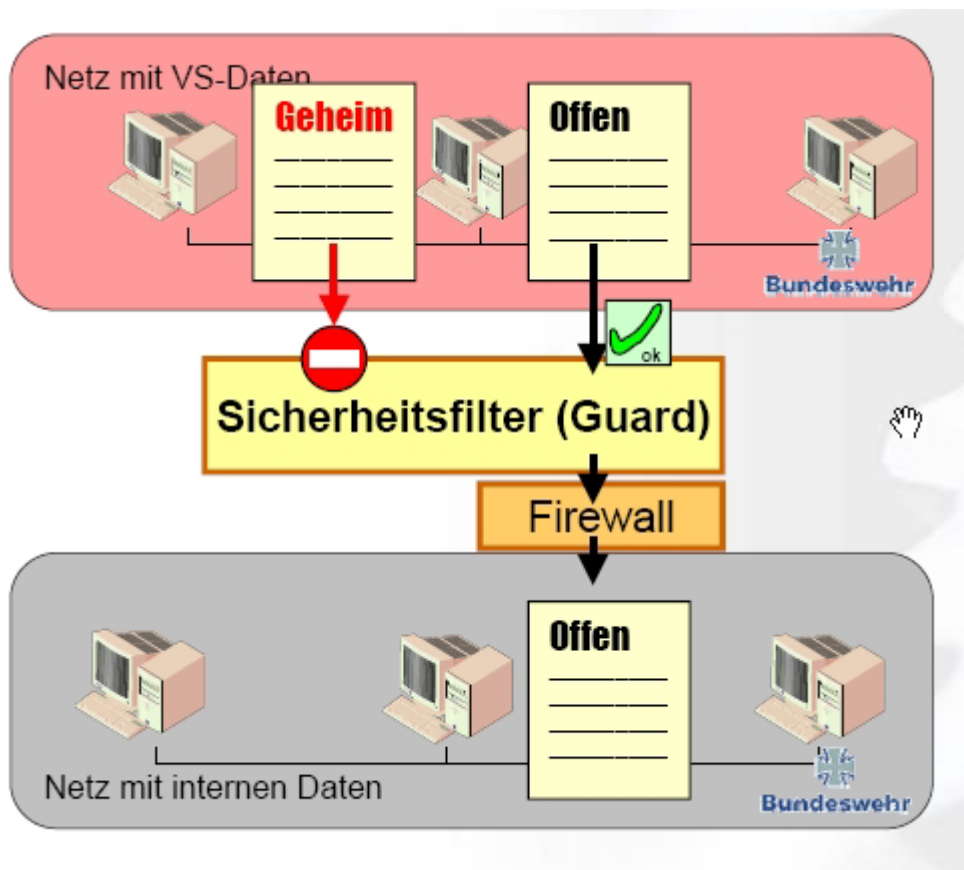 Netz mit VS-Daten
Geheim
Offen
Bundeswehr
ok
Sicherheitsfilter (Guard)
Firewall
Offen
Netz mit internen Daten
Bundeswehr